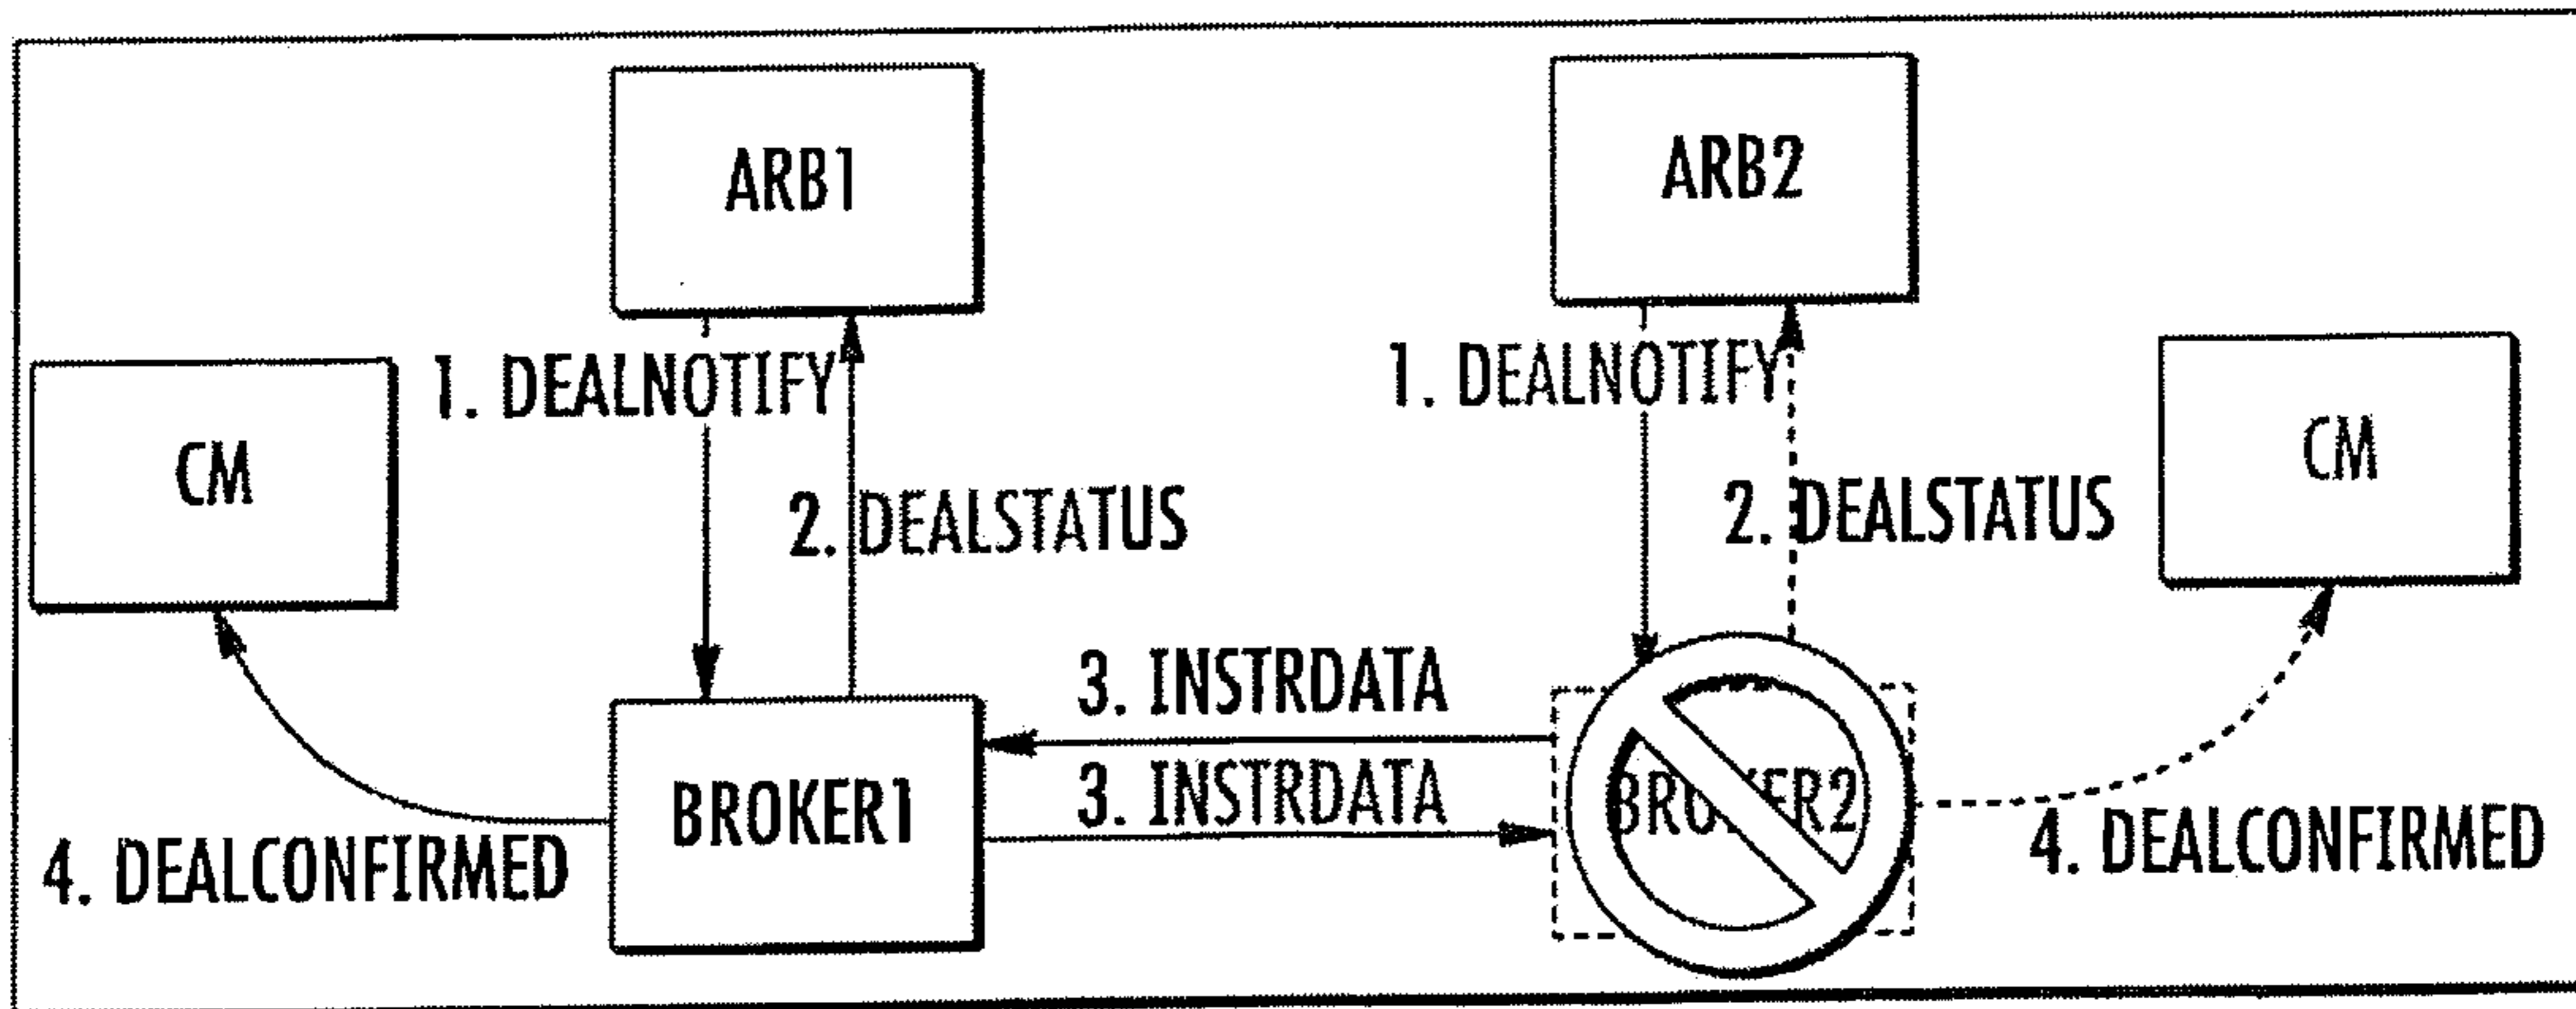 ARB1
ARB2
1. DEALNOTIFY
1. DEALNOTIFY
CM
CM
2. DEALSTATUS
2. DEALSTATUS
3. INSTRDATA
3. INSTRDATA
BROKER1
BROKER2
4. DEALCONFIRMED
4. DEALCONFIRMED